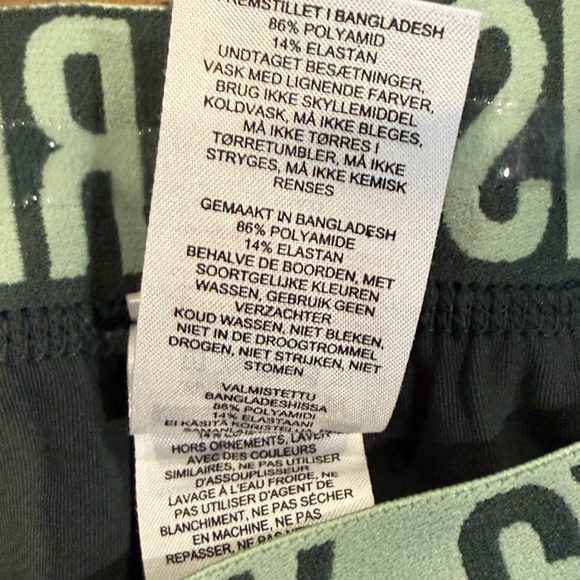 FREMSTILLET I BANGLADESH
86% POLYAMID
14% ELASTAN
UNDTAGET BESÆTNINGER,
VASK MED LIGNENDE FARVER,
BRUG IKKE SKYLLEMIDDEL
KOLDVASK, MÅ IKKE BLEGES,
MÅ IKKE TØRRES I
TØRRETUMBLER, MÅ IKKE
STRYGES, MÅ IKKE KEMISK
RENSES
GEMAAKT IN BANGLADESH
86% POLYAMIDE
14% ELASTAN
BEHALVE DE BOORDEN, MET
SOORTGELIJKE KLEUREN
WASSEN, GEBRUIK GEEN
VERZACHTER
KOUD WASSEN, NIET BLEKEN,
NIET IN DE DROOGTROMMEL
DROGEN, NIET STRIJKEN, NIET
STOMEN
VALMISTETTU
BANGLADESHISSA
86% POLYAMIDI
14% ELASTAANI
EI KÄSITÄ
HORS ORNEMENTS, LAVER
AVEC DES COULEURS
SIMILAIRES, NE PAS UTILISER
D'ASSOUPLISSEUR
LAVAGE À L'EAU FROIDE, NE
PAS UTILISER D'AGENT DE
BLANCHIMENT, NE PAS SÉCHER
EN MACHINE, NE PAS
REPASSER, NE PAS